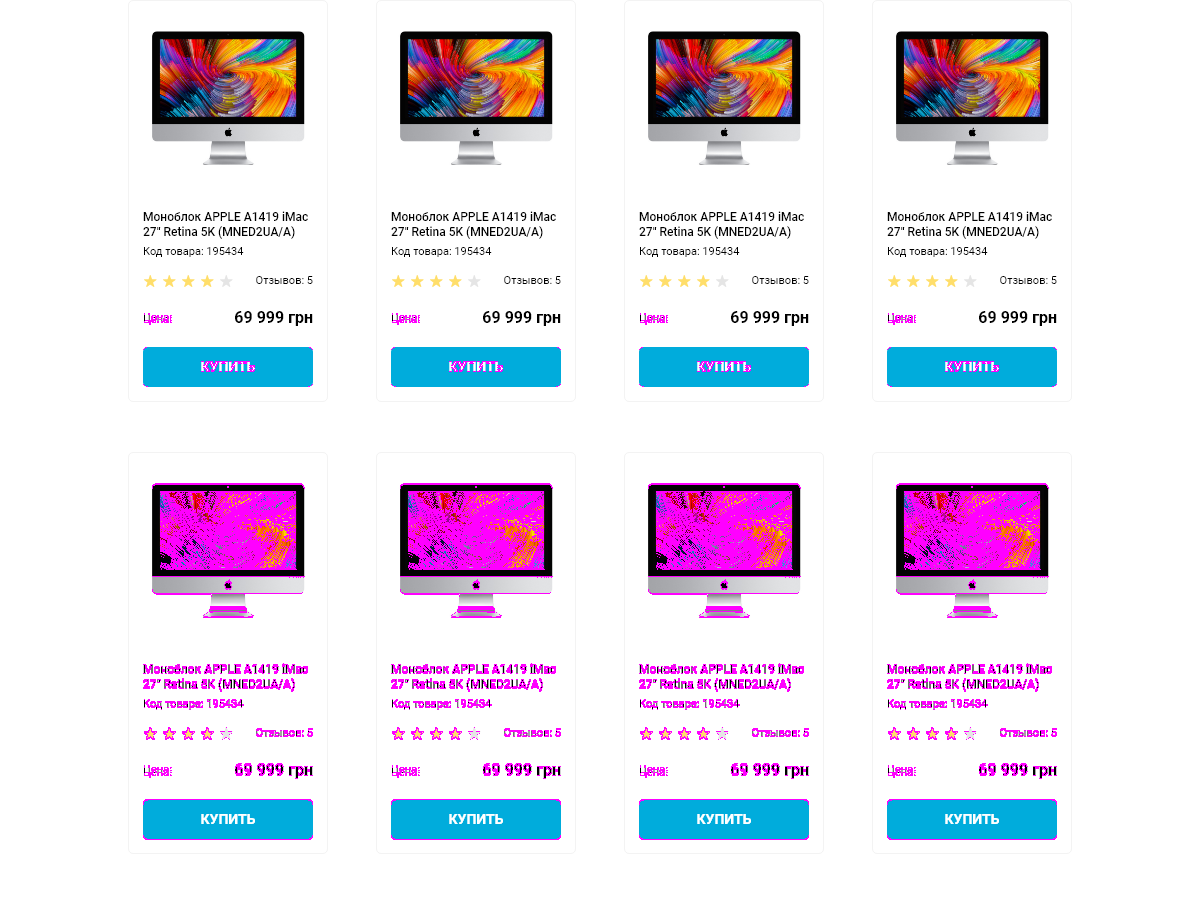 Моноблок APPLE A1419 iMac
27" Retina 5K (MNED2UA/A)
Код товара: 195434
Отзывов: 5
Цена:
69 999 грн
КУПИТЬ
Моноблок APPLE A1419 iMac
27" Retina 5K (MNED2UA/A)
Код товара: 195434
Отзывов: 5
Цена:
69 999 грн
КУПИТЬ
Моноблок APPLE A1419 iMac
27" Retina 5K (MNED2UA/A)
Код товара: 195434
Отзывов: 5
Цена:
69 999 грн
КУПИТЬ
Моноблок APPLE A1419 iMac
27" Retina 5K (MNED2UA/A)
Код товара: 195434
Отзывов: 5
Цена:
69 999 грн
КУПИТЬ
Моноблок APPLE A1419 iMac
27" Retina 5K (MNED2UA/A)
Код товара: 195434
Отзывов: 5
Цена:
69 999 грн
КУПИТЬ
Моноблок APPLE A1419 iMac
27" Retina 5K (MNED2UA/A)
Код товара: 195434
Отзывов: 5
Цена:
69 999 грн
КУПИТЬ
Моноблок APPLE A1419 iMac
27" Retina 5K (MNED2UA/A)
Код товара: 195434
Отзывов: 5
Цена:
69 999 грн
КУПИТЬ
Моноблок APPLE A1419 iMac
27" Retina 5K (MNED2UA/A)
Код товара: 195434
Отзывов: 5
Цена:
69 999 грн
КУПИТЬ